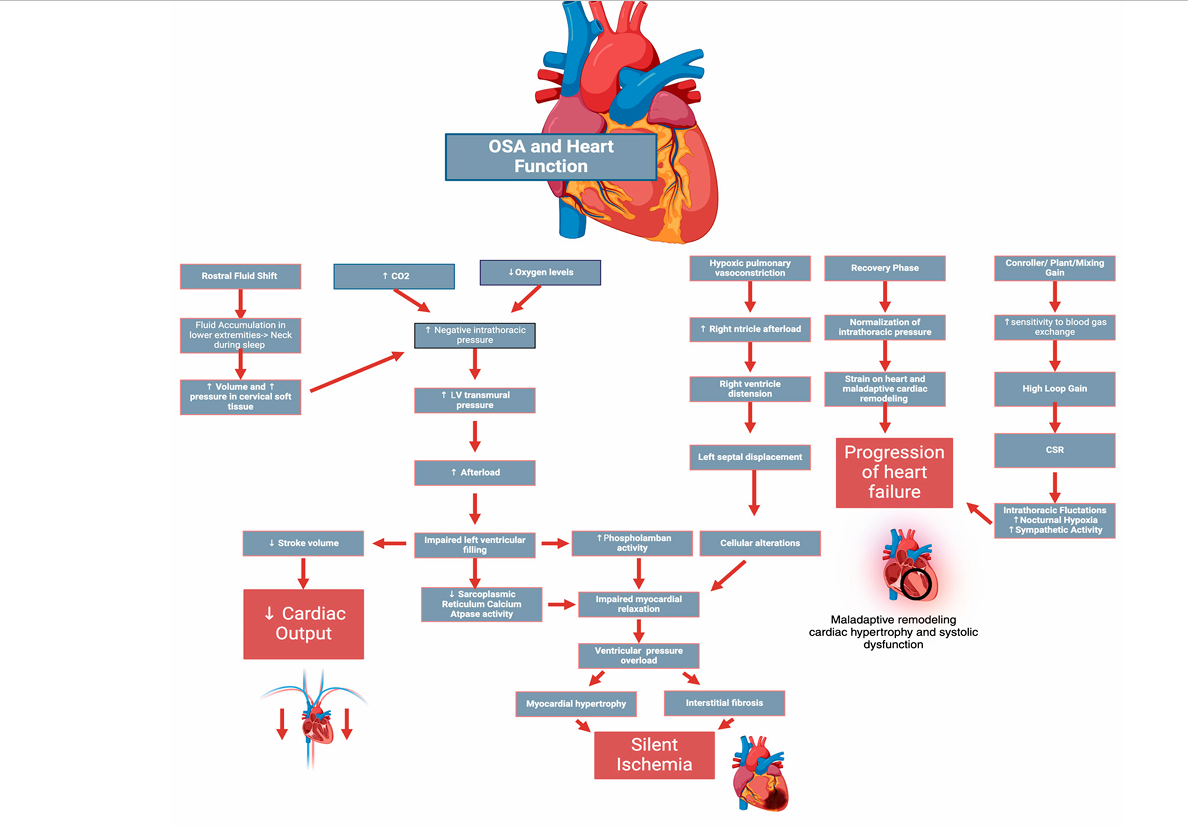 OSA and Heart
Function
Rostral Fluid Shift
Fluid Accumulation in
lower extremities-> Neck
during sleep
↑ Volume and ↑
pressure in cervical soft
tissue
↑ CO2
↓Oxygen levels
↑ Negative intrathoracic
pressure
↑ LV transmural
pressure
↑ Afterload
Impaired left ventricular
filling
↓ Stroke volume
↓ Cardiac
Output
↓ Sarcoplasmic
Reticulum Calcium
Atpase activity
↑Phospholamban
activity
Impaired myocardial
relaxation
Ventricular pressure
overload
Myocardial hypertrophy
Interstitial fibrosis
Silent
Ischemia
Hypoxic pulmonary
vasoconstriction
↑ Right ntricle afterload
Right ventricle
distension
Left septal displacement
Cellular alterations
Recovery Phase
Normalization of
intrathoracic pressure
Strain on heart and
maladaptive cardiac
remodeling
Progression
of heart
failure
Conroller/ Plant/Mixing
Gain
↑sensitivity to blood gas
exchange
High Loop Gain
CSR
Intrathoracic Fluctations
↑Nocturnal Hypoxia
↑Sympathetic Activity
Maladaptive remodeling
cardiac hypertrophy and systolic
dysfunction